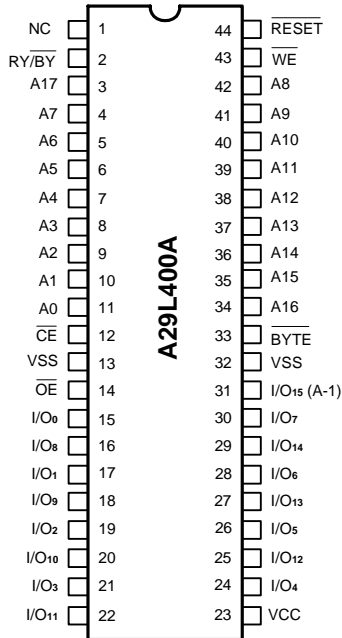 NC 1 44 RESET
RY/BY 2 43 WE
A17 3 42 A8
A7 4 41 A9
A6 5 40 A10
A5 6 39 A11
A4 7 38 A12
A3 8 37 A13
A2 9 36 A14
A1 10 35 A15
A0 11 34 A16
CE 12 33 BYTE
VSS 13 32 VSS
OE 14 31 I/O15 (A-1)
I/O0 15 30 I/O7
I/O8 16 29 I/O14
I/O1 17 28 I/O6
I/O9 18 27 I/O13
I/O2 19 26 I/O5
I/O10 20 25 I/O12
I/O3 21 24 I/O4
I/O11 22 23 VCC
A29L400A